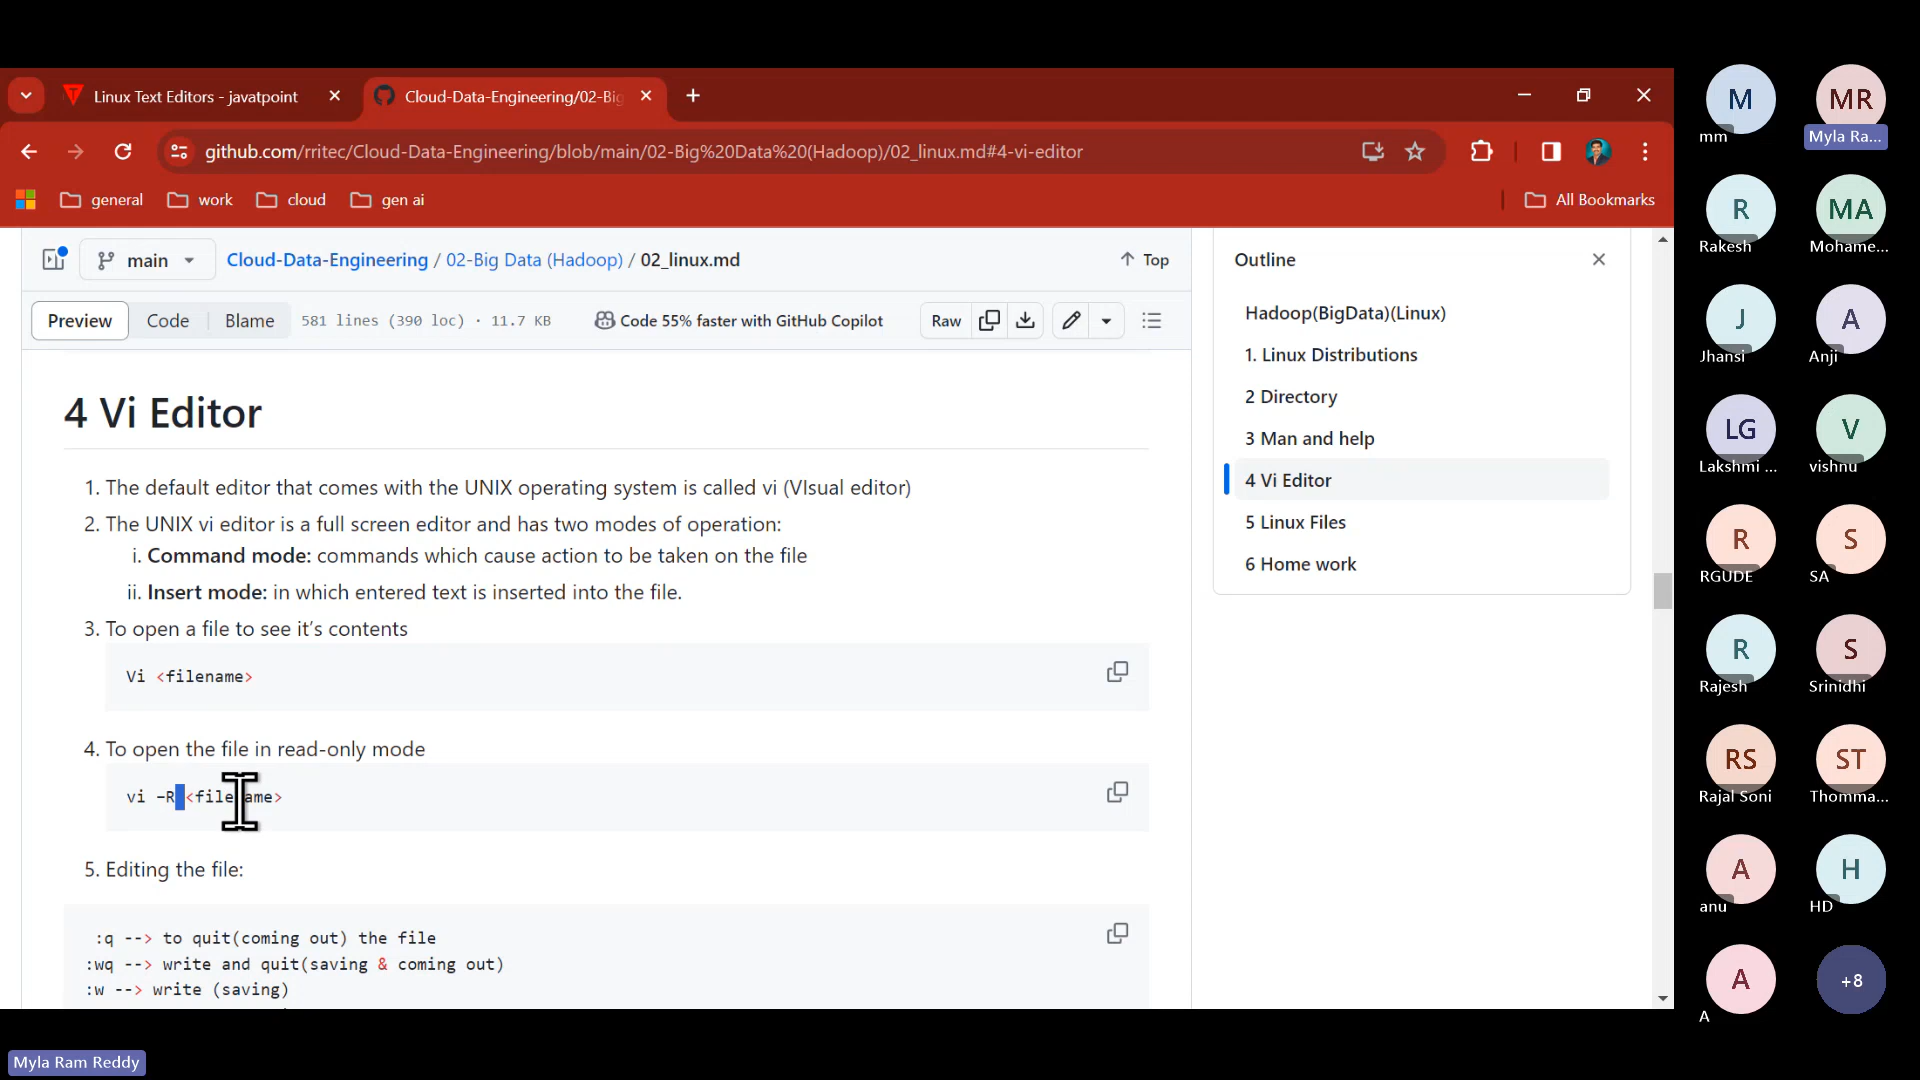 Linux Text Editors - javatpoint
Cloud-Data-Engineering/02-Big
github.com/rritec/Cloud-Data-Engineering/blob/main/02-Big%20Data%20(Hadoop)/02_linux.md#4-vi-editor
general
work
cloud
gen ai
All Bookmarks
main
Cloud-Data-Engineering / 02-Big Data (Hadoop) / 02_linux.md
Top
Preview
Code
Blame
581 lines (390 loc) · 11.7 KB
Code 55% faster with GitHub Copilot
Raw
4 Vi Editor
1. The default editor that comes with the UNIX operating system is called vi (VIsual editor)
2. The UNIX vi editor is a full screen editor and has two modes of operation:
i. Command mode: commands which cause action to be taken on the file
ii. Insert mode: in which entered text is inserted into the file.
3. To open a file to see it’s contents
Vi <filename>
4. To open the file in read-only mode
vi –R <filename>
5. Editing the file:
:q --> to quit(coming out) the file
:wq --> write and quit(saving & coming out)
:w --> write (saving)
Outline
Hadoop(BigData)(Linux)
1. Linux Distributions
2 Directory
3 Man and help
4 Vi Editor
5 Linux Files
6 Home work
M
mm
MR
Myla Ra...
R
Rakesh
MA
Mohame...
J
Jhansi
A
Anji
LG
Lakshmi ...
V
vishnu
R
RGUDE
S
SA
R
Rajesh
S
Srinidhi
RS
Rajal Soni
ST
Thomma...
A
anu
H
HD
A
A
+8
Myla Ram Reddy